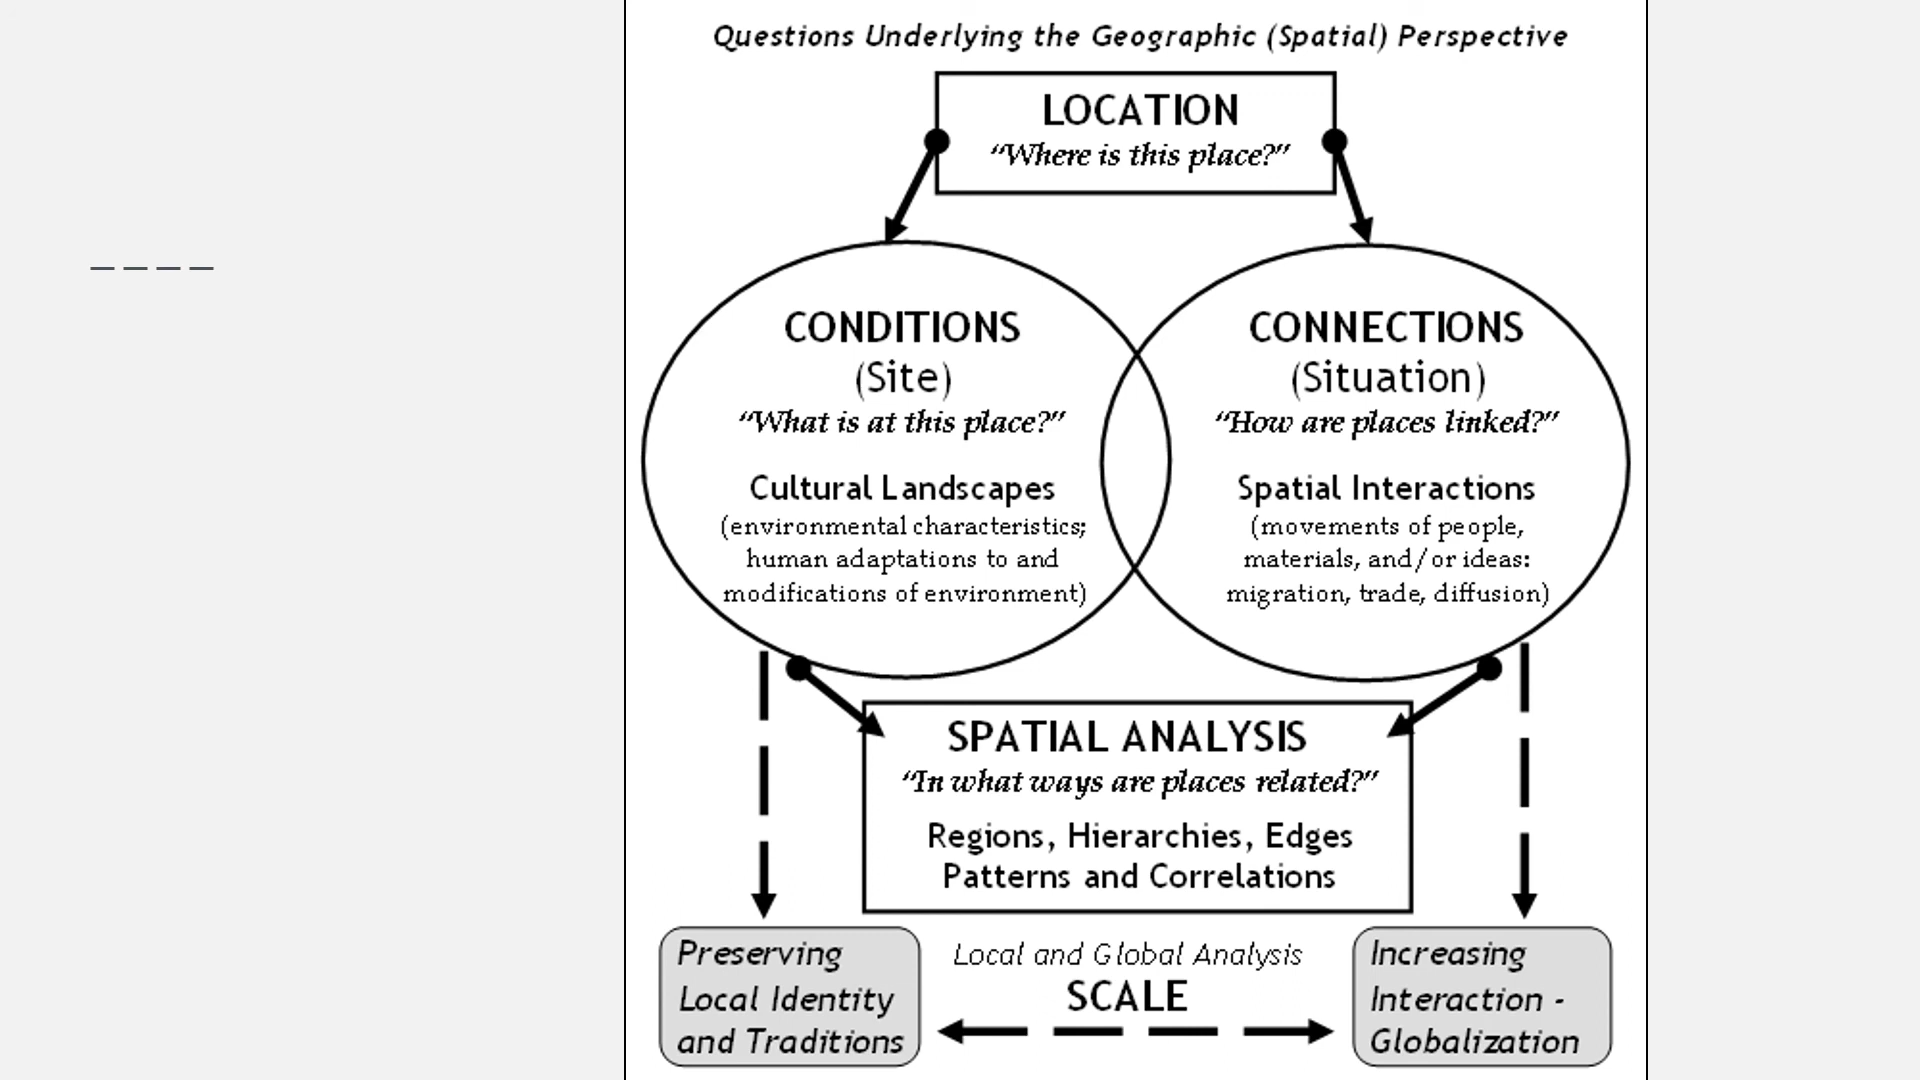 Questions Underlying the Geographic (Spatial) Perspective
LOCATION
“Where is this place?”
CONDITIONS
(Site)
“What is at this place?”
Cultural Landscapes
(environmental characteristics;
human adaptations to and
modifications of environment)
CONNECTIONS
(Situation)
“How are places linked?”
Spatial Interactions
(movements of people,
materials, and/or ideas:
migration, trade, diffusion)
SPATIAL ANALYSIS
“In what ways are places related?”
Regions, Hierarchies, Edges
Patterns and Correlations
Preserving
Local Identity
and Traditions
Local and Global Analysis
SCALE
Increasing
Interaction -
Globalization